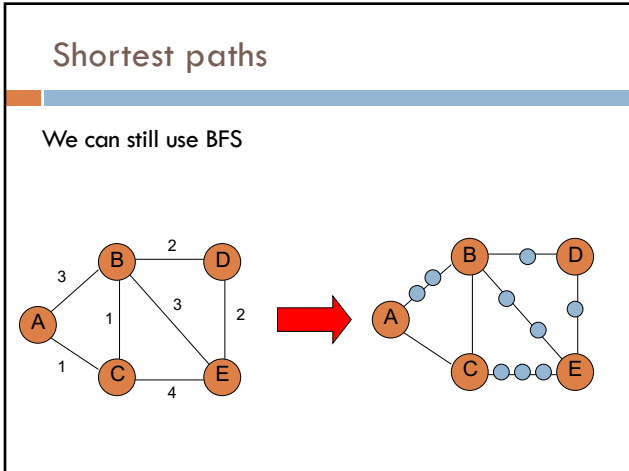 Shortest paths
We can still use BFS
B 2 D
3
3
A 1 2
1
C 4 E
B D
A
C E